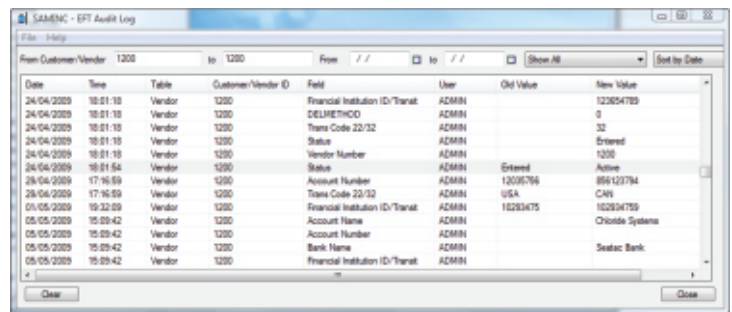 SAMINC - EFT Audit Log
File Help
From Customer/Vendor 1200 to 1200 From / / to / / Show All Sort by Date
Date Time Table Customer/Vendor ID Field User Old Value New Value
24/04/2009 18:01:18 Vendor 1200 Financial Institution ID/Transit ADMIN 123654789
24/04/2009 18:01:18 Vendor 1200 DELMETHOD ADMIN 0
24/04/2009 18:01:18 Vendor 1200 Trans Code 22/32 ADMIN 32
24/04/2009 18:01:18 Vendor 1200 Status ADMIN Entered
24/04/2009 18:01:18 Vendor 1200 Vendor Number ADMIN 1200
24/04/2009 18:01:54 Vendor 1200 Status ADMIN Entered Active
29/04/2009 17:16:59 Vendor 1200 Account Number ADMIN 12035756 856123794
29/04/2009 17:16:59 Vendor 1200 Trans Code 22/32 ADMIN USA CAN
01/05/2009 19:32:09 Vendor 1200 Financial Institution ID/Transit ADMIN 10293475 102934759
05/05/2009 15:09:42 Vendor 1200 Account Name ADMIN Chloride Systems
05/05/2009 15:09:42 Vendor 1200 Account Number ADMIN
05/05/2009 15:09:42 Vendor 1200 Bank Name ADMIN Seatac Bank
05/05/2009 15:09:42 Vendor 1200 Financial Institution ID/Transit ADMIN
Clear Close